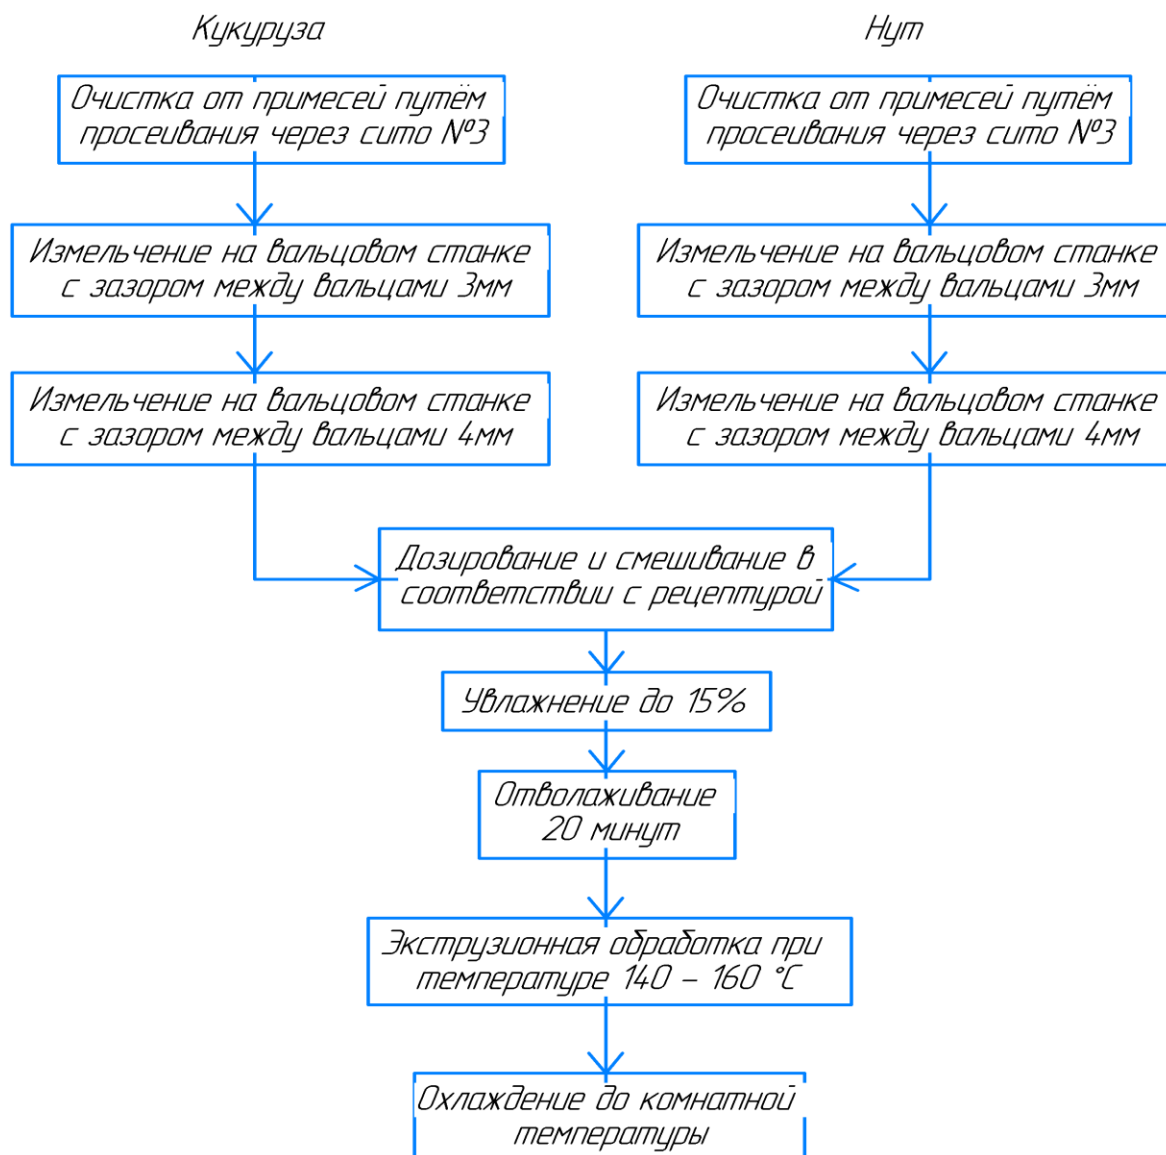 Кукуруза
Нут
Очистка от примесей путём
просеивания через сито №3
Очистка от примесей путём
просеивания через сито №3
Измельчение на вальцовом станке
с зазором между вальцами 3мм
Измельчение на вальцовом станке
с зазором между вальцами 3мм
Измельчение на вальцовом станке
с зазором между вальцами 4мм
Измельчение на вальцовом станке
с зазором между вальцами 4мм
Дозирование и смешивание в
соответствии с рецептурой
Увлажнение до 15%
Отволаживание
20 минут
Экструзионная обработка при
температуре 140 – 160 °С
Охлаждение до комнатной
температуры